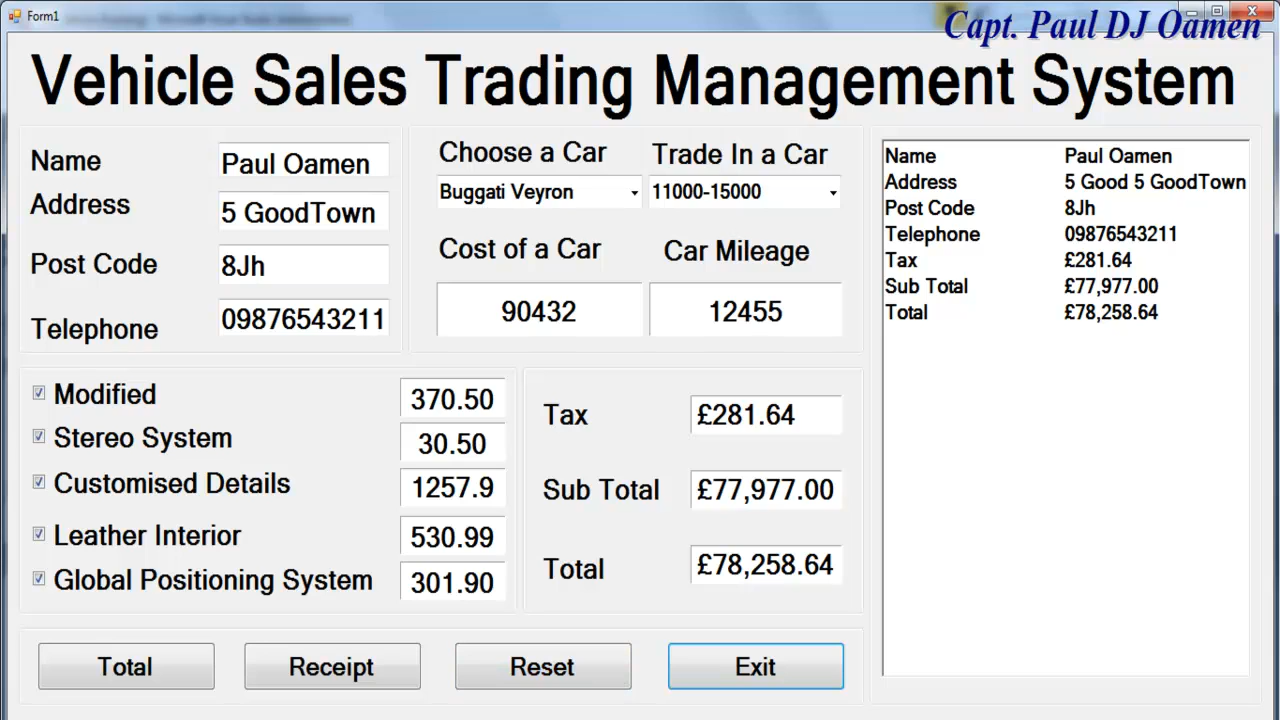 Form1
Capt. Paul DJ Oamen
Vehicle Sales Trading Management System
Name
Paul Oamen
Address
5 GoodTown
Post Code
8Jh
Telephone
09876543211
Choose a Car
Trade In a Car
Buggati Veyron
11000-15000
Cost of a Car
Car Mileage
90432
12455
Name Paul Oamen
Address 5 Good 5 GoodTown
Post Code 8Jh
Telephone 09876543211
Tax £281.64
Sub Total £77,977.00
Total £78,258.64
Modified 370.50
Stereo System 30.50
Customised Details 1257.9
Leather Interior 530.99
Global Positioning System 301.90
Tax £281.64
Sub Total £77,977.00
Total £78,258.64
Total
Receipt
Reset
Exit